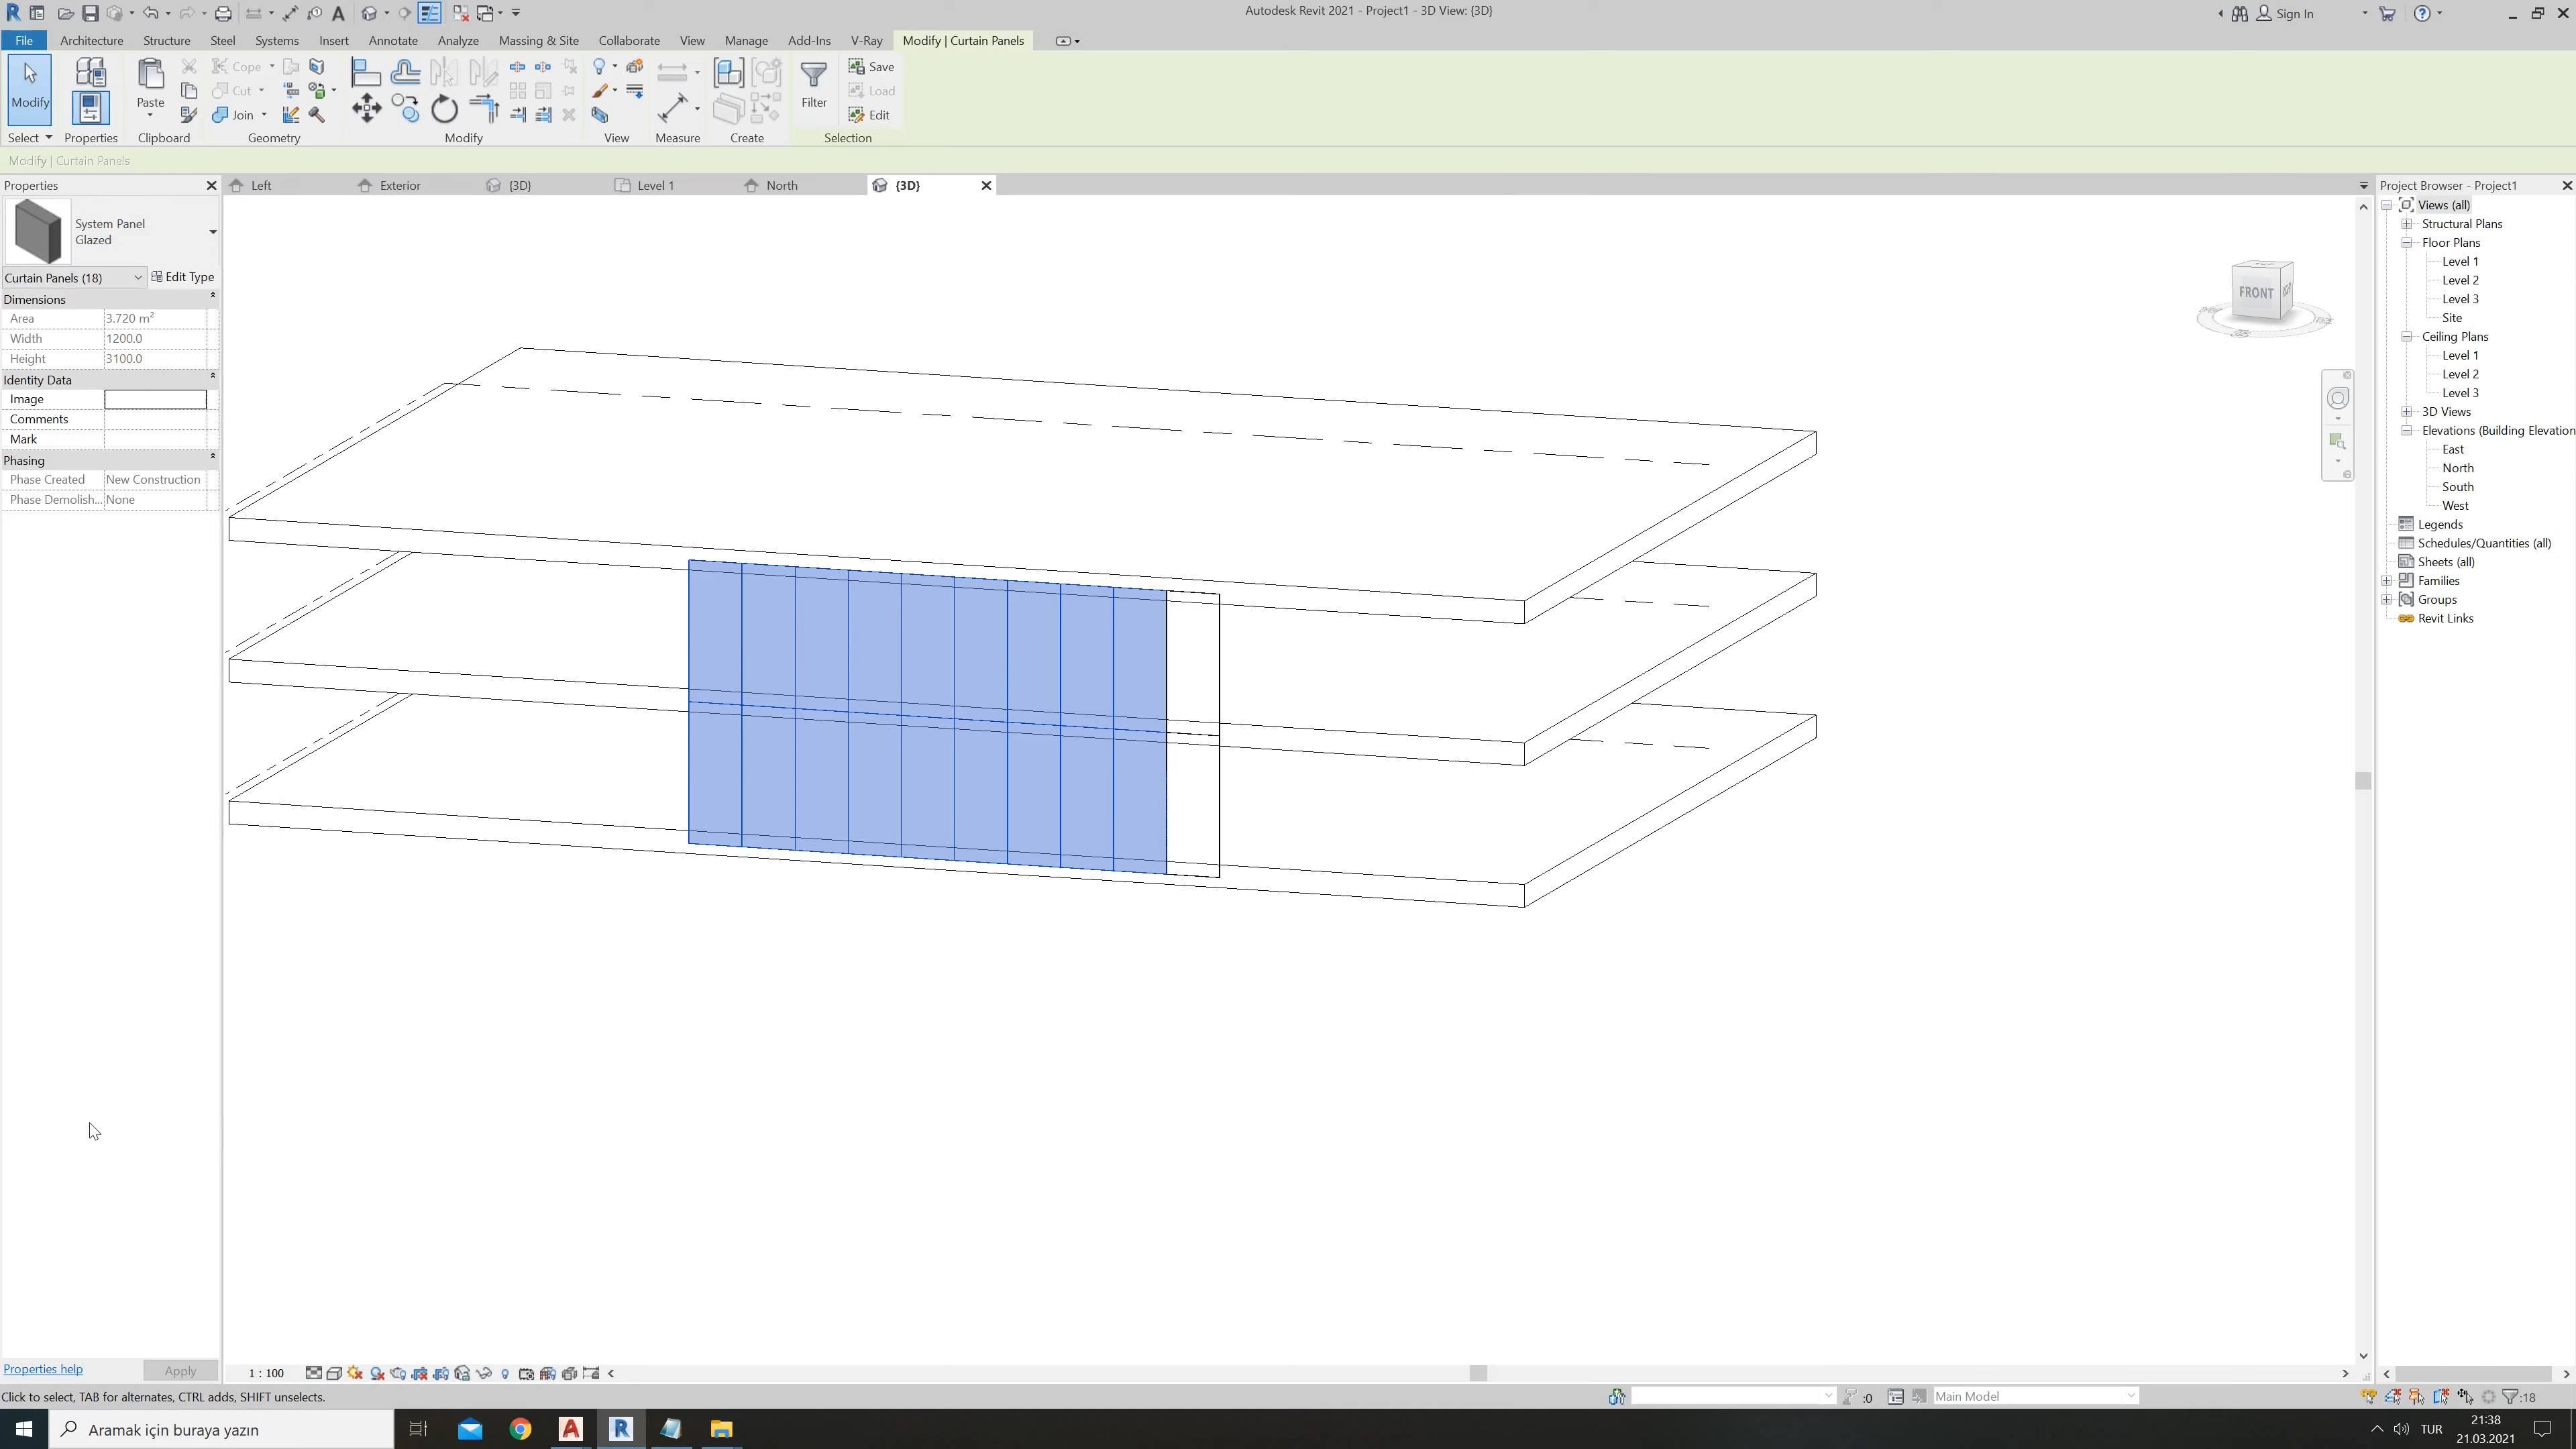 Autodesk Revit 2021 - Project1 - 3D View: {3D}
Sign In
File Architecture Structure Steel Systems Insert Annotate Analyze Massing & Site Collaborate View Manage Add-Ins V-Ray Modify | Curtain Panels
Modify
Paste
Cope
Cut
Join
Filter
Save
Load
Edit
Select Properties Clipboard Geometry Modify View Measure Create Selection
Modify | Curtain Panels
Properties
Left Exterior {3D} Level 1 North {3D}
Project Browser - Project1
System Panel
Glazed
Curtain Panels (18) Edit Type
Dimensions
Area 3.720 m²
Width 1200.0
Height 3100.0
Identity Data
Image
Comments
Mark
Phasing
Phase Created New Construction
Phase Demolish... None
FRONT
Views (all)
Structural Plans
Floor Plans
Level 1
Level 2
Level 3
Site
Ceiling Plans
Level 1
Level 2
Level 3
3D Views
Elevations (Building Elevation
East
North
South
West
Legends
Schedules/Quantities (all)
Sheets (all)
Families
Groups
Revit Links
Properties help Apply
1 : 100
Click to select, TAB for alternates, CTRL adds, SHIFT unselects.
:0
Main Model
:18
Aramak için buraya yazın
TUR
21:38
21.03.2021